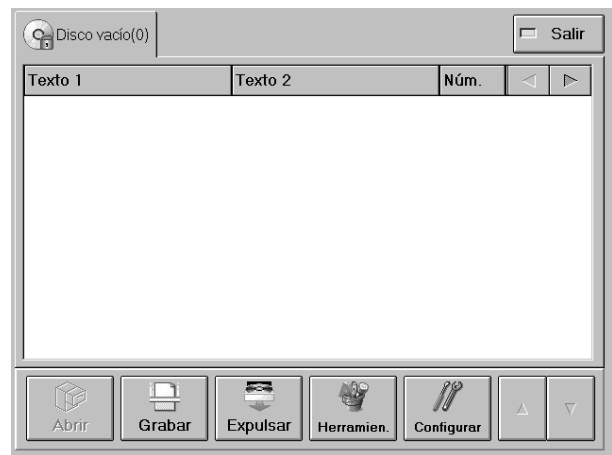 Disco vacío(0)
Salir
Texto 1 Texto 2 Núm.
Abrir Grabar Expulsar Herramien. Configurar